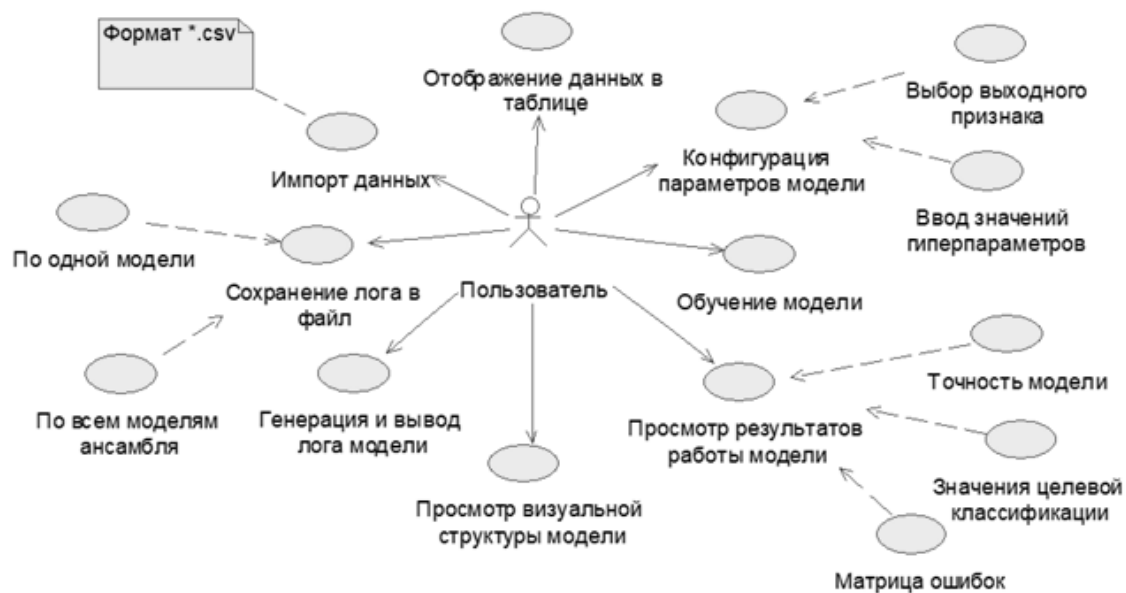 Формат *.csv
Отображение данных в
таблице
Выбор выходного
признака
Импорт данных
Конфигурация
параметров модели
Ввод значений
гиперпараметров
По одной модели
Сохранение лога в
файл
Пользователь
Обучение модели
По всем моделям
ансамбля
Генерация и вывод
лога модели
Просмотр результатов
работы модели
Точность модели
Просмотр визуальной
структуры модели
Значения целевой
классификации
Матрица ошибок